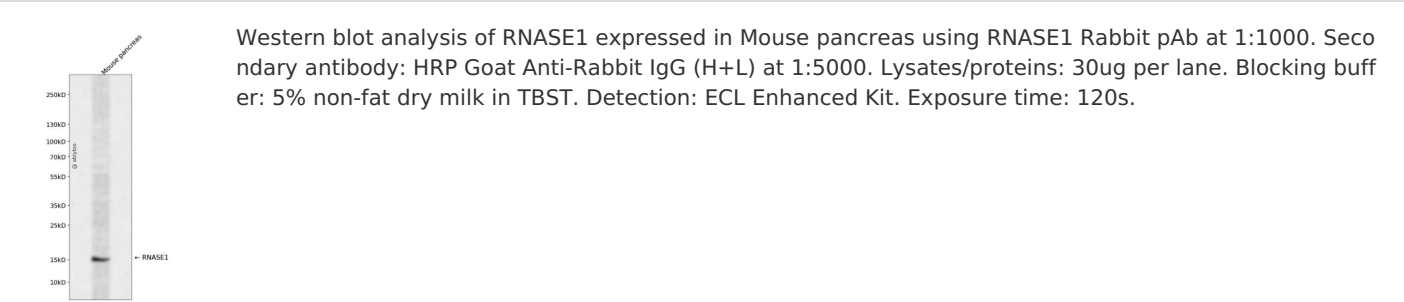 Mouse pancreas
250kD
130kD
100kD
70kD
55kD
35kD
25kD
15kD
10kD
@ ablybio
← RNASE1
Western blot analysis of RNASE1 expressed in Mouse pancreas using RNASE1 Rabbit pAb at 1:1000. Seco
ndary antibody: HRP Goat Anti-Rabbit IgG (H+L) at 1:5000. Lysates/proteins: 30ug per lane. Blocking buff
er: 5% non-fat dry milk in TBST. Detection: ECL Enhanced Kit. Exposure time: 120s.